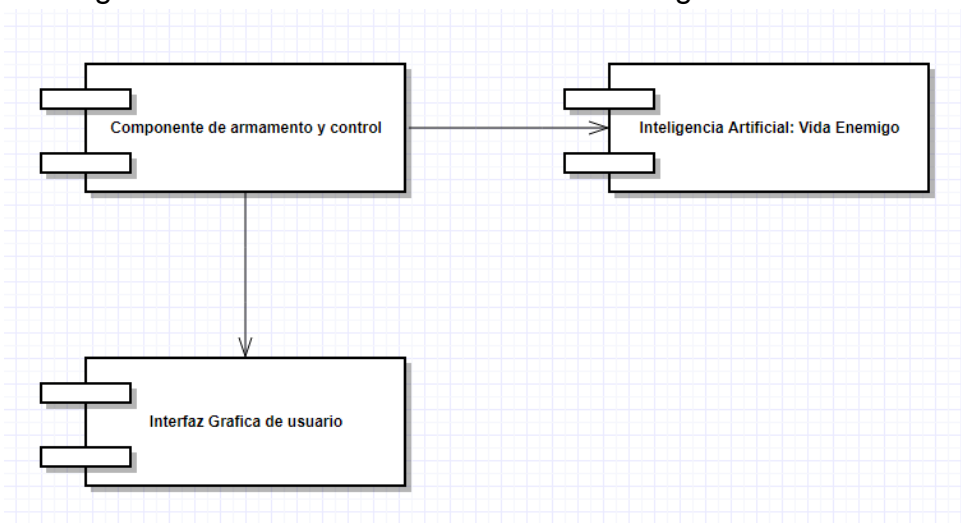 Componente de armamento y control
Inteligencia Artificial: Vida Enemigo
Interfaz Grafica de usuario